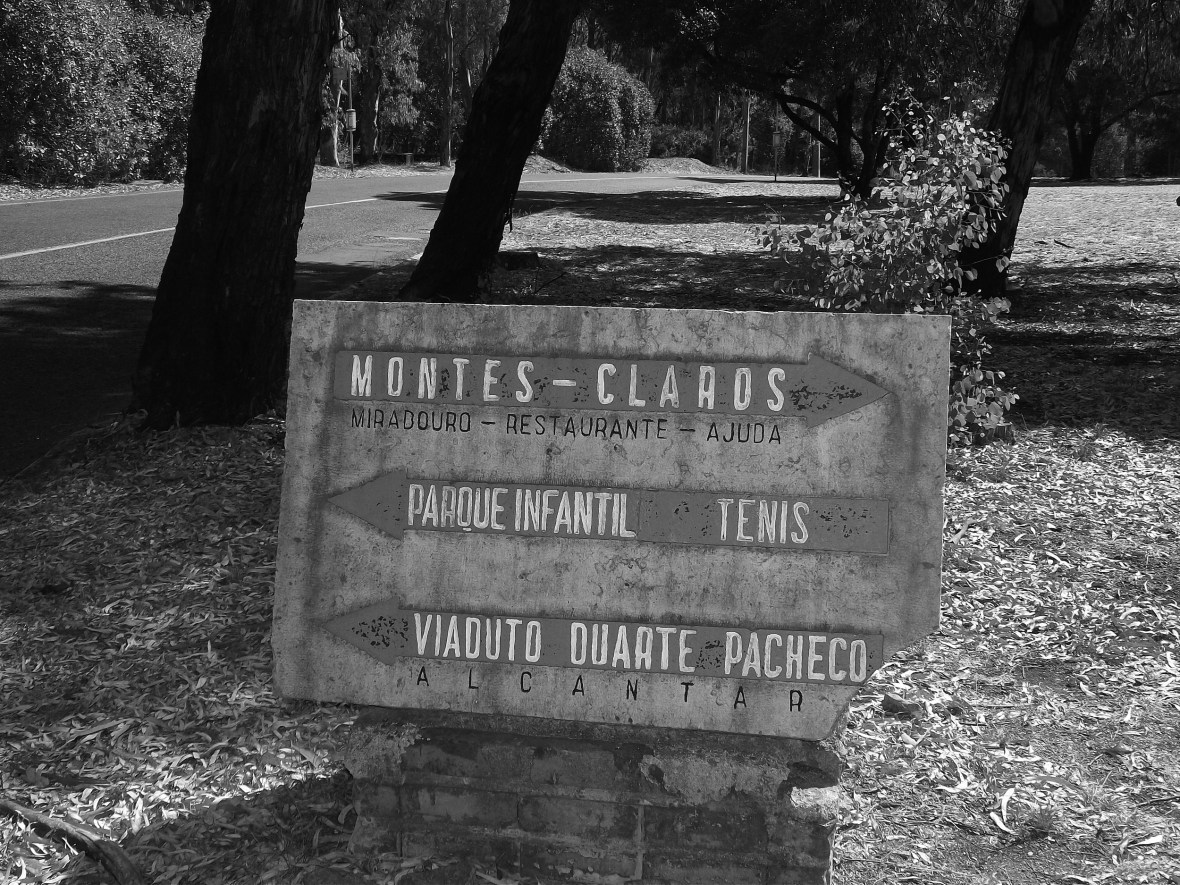 MONTES - CLAROS
MIRADOURO - RESTAURANTE - AJUDA
PARQUE INFANTIL TENIS
VIADUTO DUARTE PACHECO
ALCANTAR